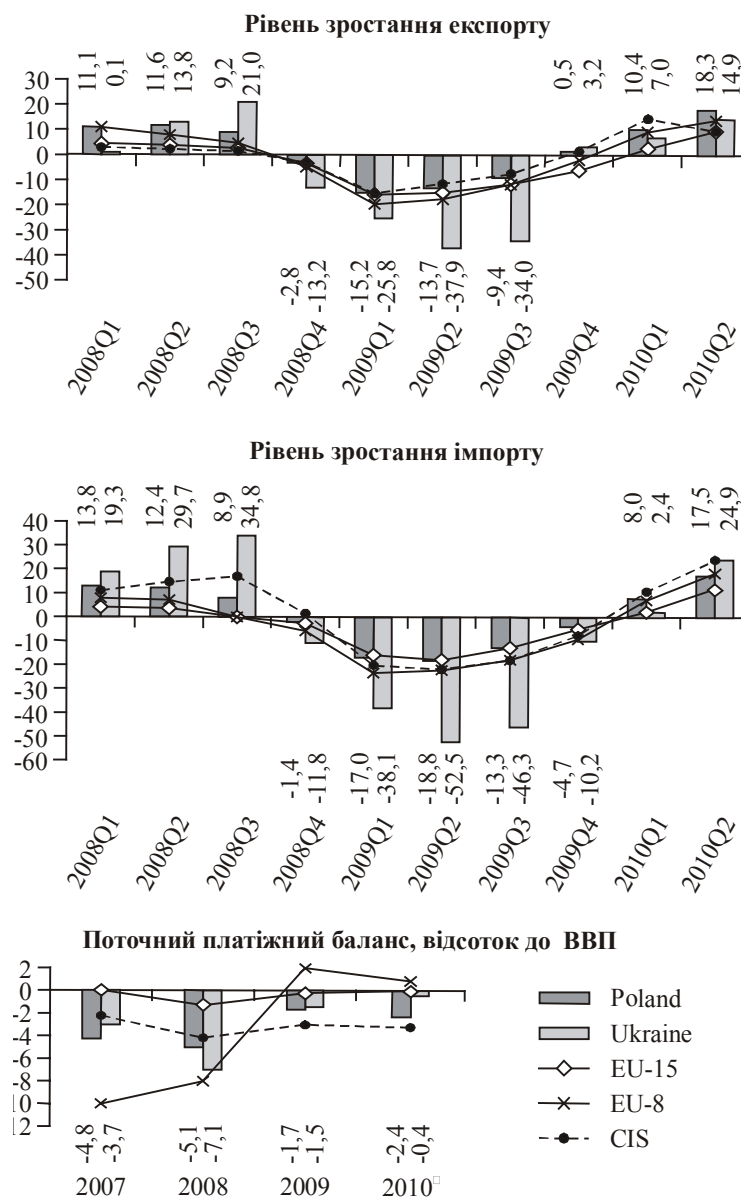 Рівень зростання експорту
11,1 0,1 11,6 13,8 9,2 21,0 0,5 3,2 10,4 7,0 18,3 14,9
30
20
10
0
-10
-20
-30
-40
-50
-2,8 -13,2 -15,2 -25,8 -13,7 -37,9 -9,4 -34,0
2008Q1 2008Q2 2008Q3 2008Q4 2009Q1 2009Q2 2009Q3 2009Q4 2010Q1 2010Q2
Рівень зростання імпорту
13,8 19,3 12,4 29,7 8,9 34,8 8,0 2,4 17,5 24,9
40
30
20
10
0
-10
-20
-30
-40
-50
-60
-1,4 -11,8 -17,0 -38,1 -18,8 -52,5 -13,3 -46,3 -4,7 -10,2
2008Q1 2008Q2 2008Q3 2008Q4 2009Q1 2009Q2 2009Q3 2009Q4 2010Q1 2010Q2
Поточний платіжний баланс, відсоток до ВВП
2
0
-2
-4
-6
-8
0
2
-4,8 -3,7 -5,1 -7,1 -1,7 -1,5 -2,4 -0,4
2007 2008 2009 2010
Poland
Ukraine
EU-15
EU-8
CIS